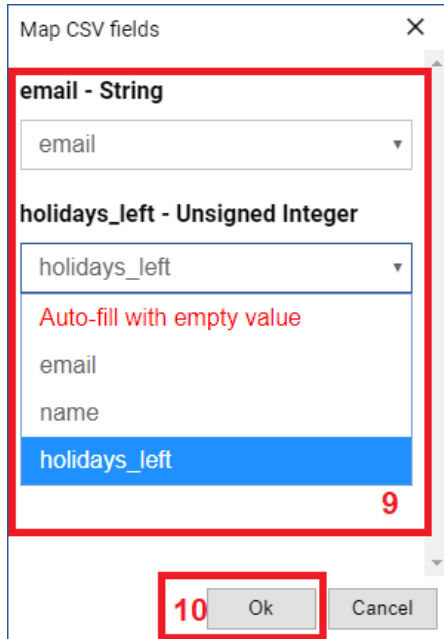 Map CSV fields
email - String
email
holidays_left - Unsigned Integer
holidays_left
Auto-fill with empty value
email
name
holidays_left
9
10 Ok Cancel